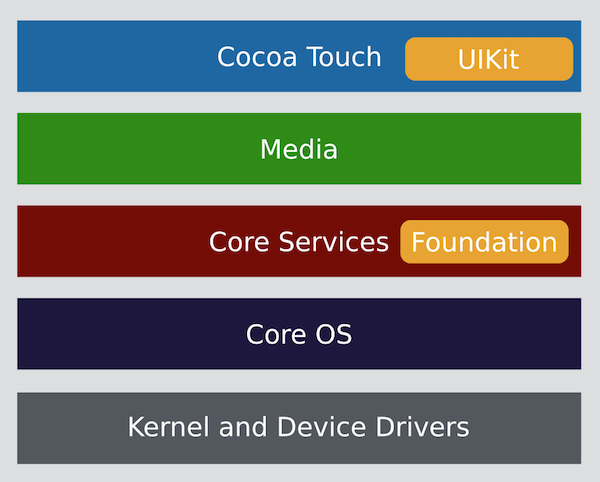 Cocoa Touch UIKit
Media
Core Services Foundation
Core OS
Kernel and Device Drivers